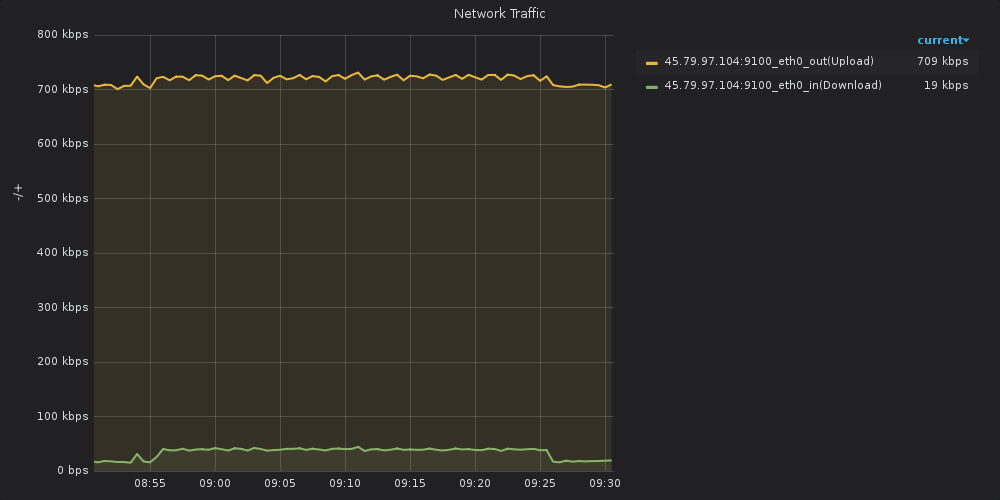 Network Traffic
current
45.79.97.104:9100_eth0_out(Upload) 709 kbps
45.79.97.104:9100_eth0_in(Download) 19 kbps
-/+
800 kbps
700 kbps
600 kbps
500 kbps
400 kbps
300 kbps
200 kbps
100 kbps
0 bps
08:55 09:00 09:05 09:10 09:15 09:20 09:25 09:30